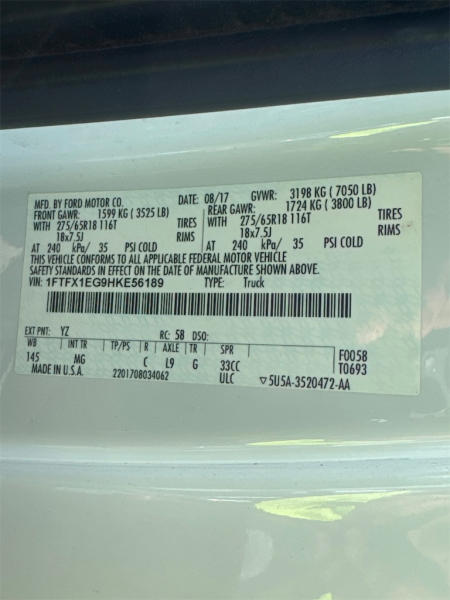 MFD. BY FORD MOTOR CO.
DATE: 08/17 GVWR: 3198 KG ( 7050 LB)
FRONT GAWR: 1599 KG ( 3525 LB) REAR GAWR: 1724 KG ( 3800 LB)
WITH 275/65R18 116T TIRES WITH 275/65R18 116T TIRES
18x7.5J RIMS 18x7.5J RIMS
AT 240 kPa/ 35 PSI COLD AT 240 kPa/ 35 PSI COLD
THIS VEHICLE CONFORMS TO ALL APPLICABLE FEDERAL MOTOR VEHICLE
SAFETY STANDARD IN EFFECT ON THE DATE OF MANUFACTURE SHOWN ABOVE.
VIN: 1FTFX1EG9HKE56189 TYPE: Truck
EXT PNT: YZ RC: 58 DSO: F0058
WB INT TR TP/PS R AXLE TR SPR T0693
145 MG C L9 G 33CC
MADE IN U.S.A. 2201708034062 ULC ▽5U5A-3520472-AA